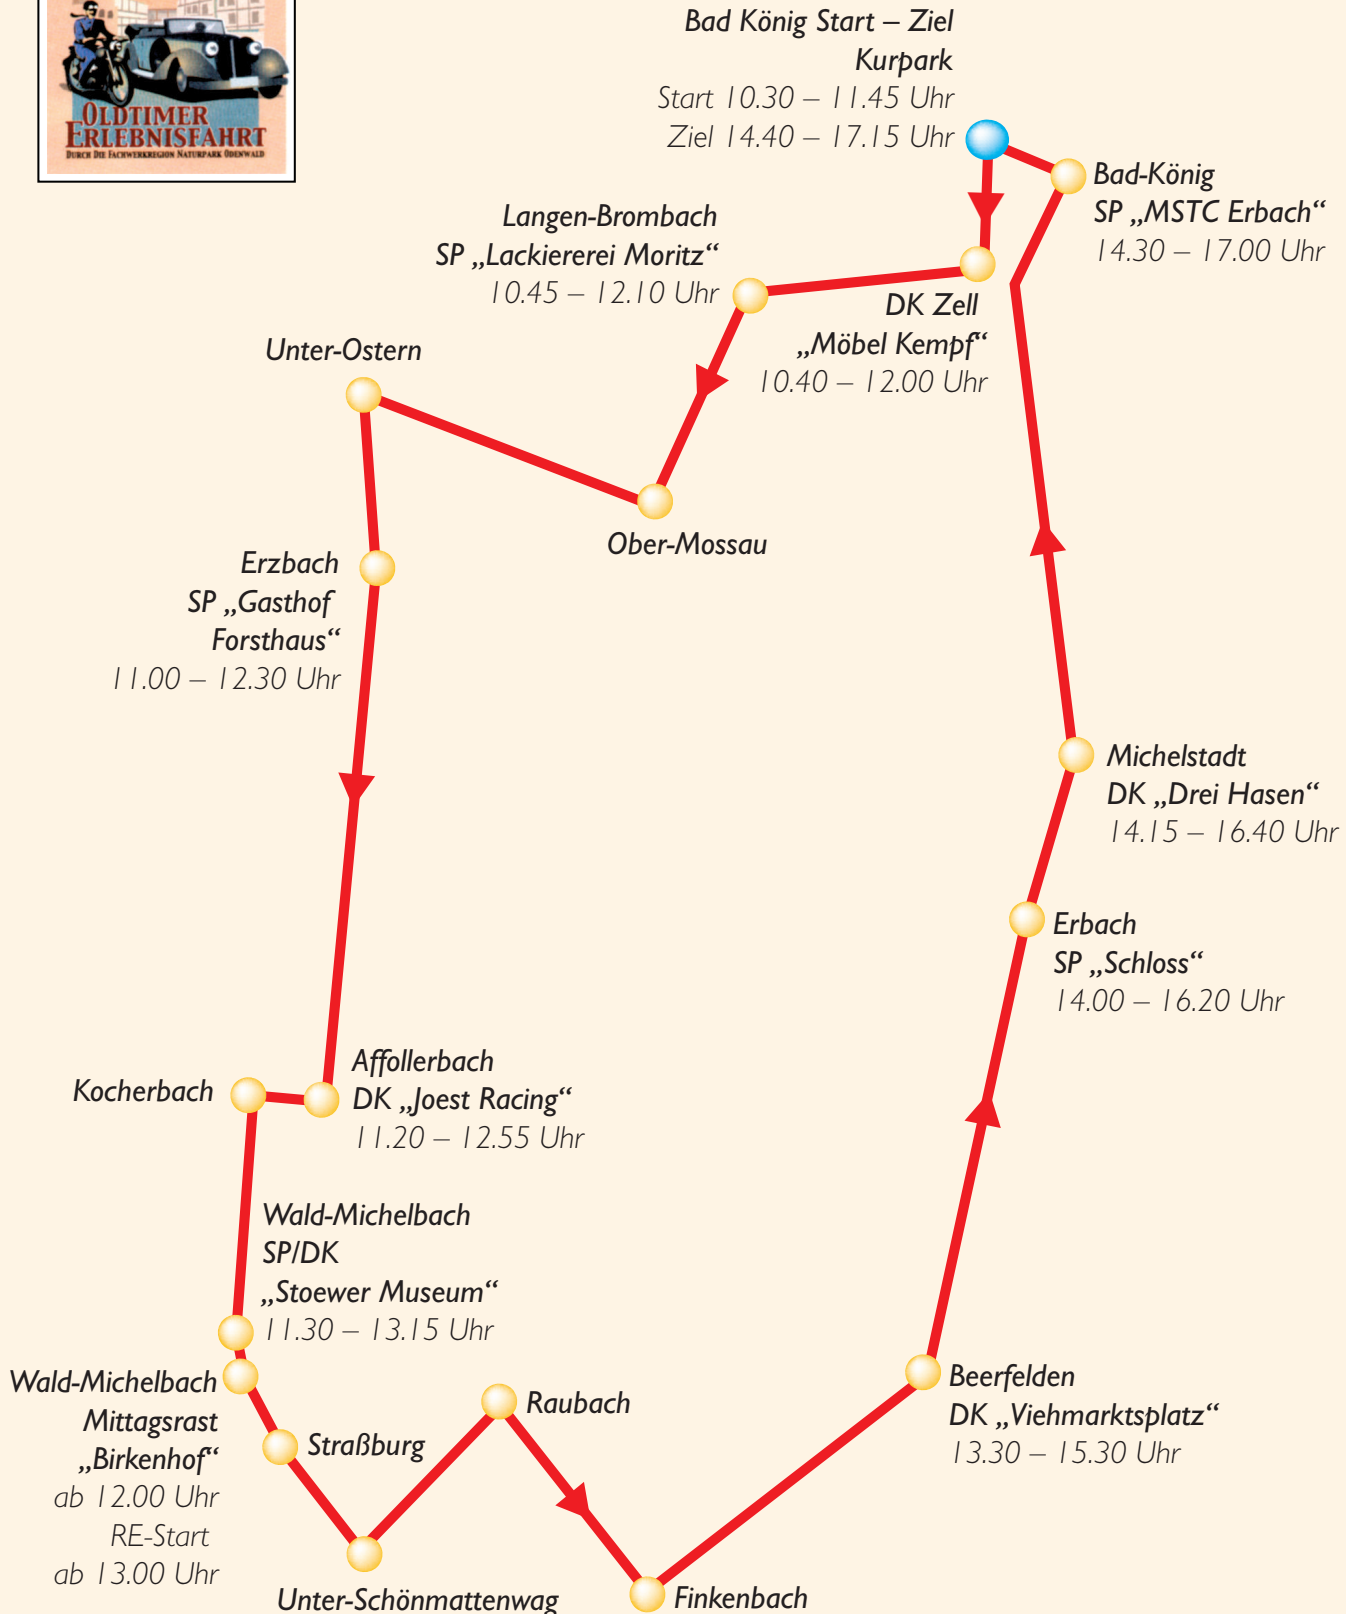 OLDTIMER
ERLEBNISFAHRT
DURCH DIE FACHWERKREGION NATURPARK ODENWALD
Bad König Start – Ziel
Kurpark
Start 10.30 – 11.45 Uhr
Ziel 14.40 – 17.15 Uhr
Bad-König
SP „MSTC Erbach“
14.30 – 17.00 Uhr
Langen-Brombach
SP „Lackiererei Moritz“
10.45 – 12.10 Uhr
DK Zell
„Möbel Kempf“
10.40 – 12.00 Uhr
Unter-Ostern
Ober-Mossau
Erzbach
SP „Gasthof
Forsthaus“
11.00 – 12.30 Uhr
Michelstadt
DK „Drei Hasen“
14.15 – 16.40 Uhr
Erbach
SP „Schloss“
14.00 – 16.20 Uhr
Kocherbach
Affollerbach
DK „Joest Racing“
11.20 – 12.55 Uhr
Wald-Michelbach
SP/DK
„Stoewer Museum“
11.30 – 13.15 Uhr
Wald-Michelbach
Mittagsrast
„Birkenhof“
ab 12.00 Uhr
RE-Start
ab 13.00 Uhr
Straßburg
Raubach
Beerfelden
DK „Viehmarktsplatz“
13.30 – 15.30 Uhr
Unter-Schönmattenwag
Finkenbach